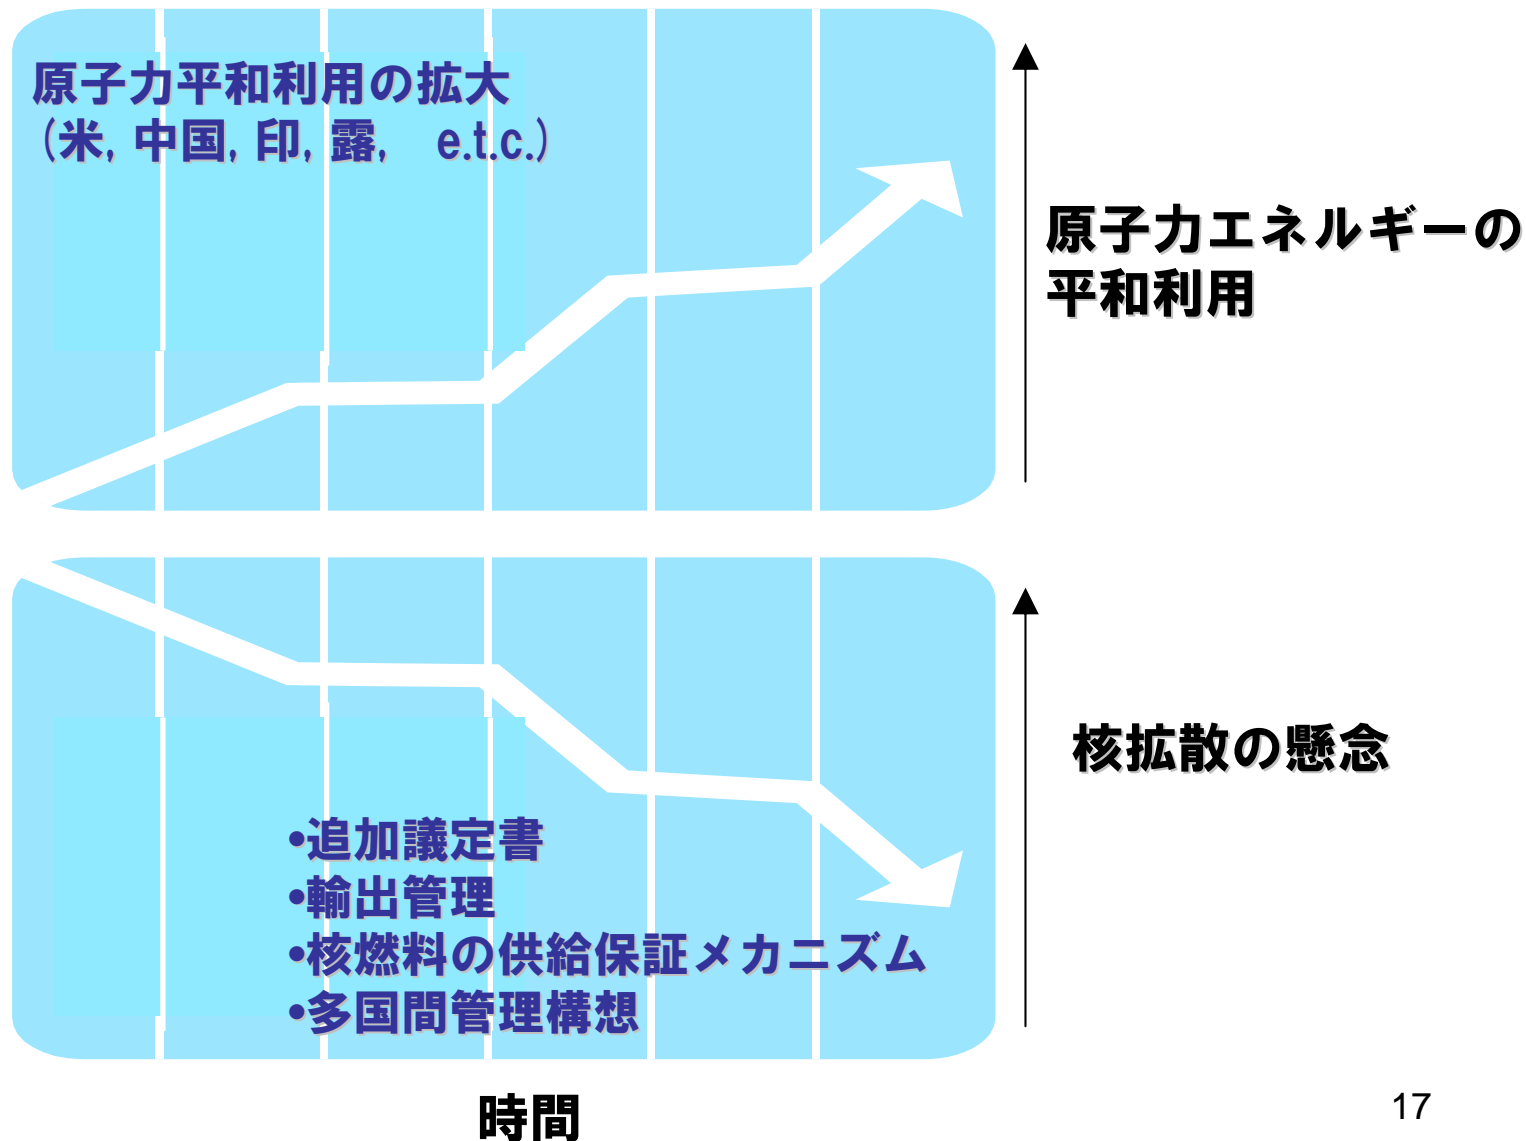 原子力平和利用の拡大
(米, 中国, 印, 露,　e.t.c.)
原子力エネルギーの
平和利用
核拡散の懸念
•追加議定書
•輸出管理
•核燃料の供給保証メカニズム
•多国間管理構想
時間
17